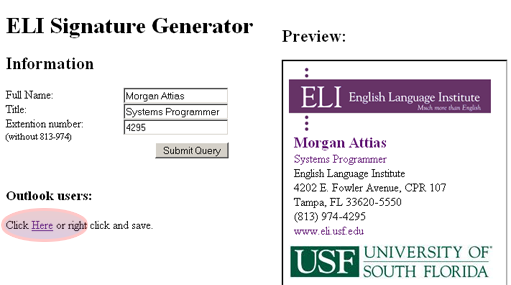 ELI Signature Generator
Information
Full Name: Morgan Attias
Title: Systems Programmer
Extention number: 4295
(without 813-974)
Submit Query
Outlook users:
Click Here or right click and save.
Preview:
ELI English Language Institute
Much more than English
Morgan Attias
Systems Programmer
English Language Institute
4202 E. Fowler Avenue, CPR 107
Tampa, FL 33620-5550
(813) 974-4295
www.eli.usf.edu
USF UNIVERSITY OF
SOUTH FLORIDA